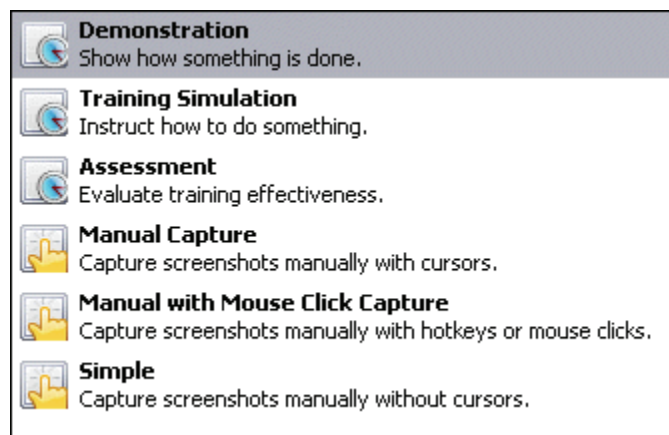 Demonstration
Show how something is done.
Training Simulation
Instruct how to do something.
Assessment
Evaluate training effectiveness.
Manual Capture
Capture screenshots manually with cursors.
Manual with Mouse Click Capture
Capture screenshots manually with hotkeys or mouse clicks.
Simple
Capture screenshots manually without cursors.